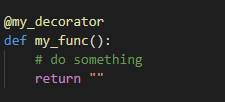 @my_decorator
def my_func():
    # do something
    return ""